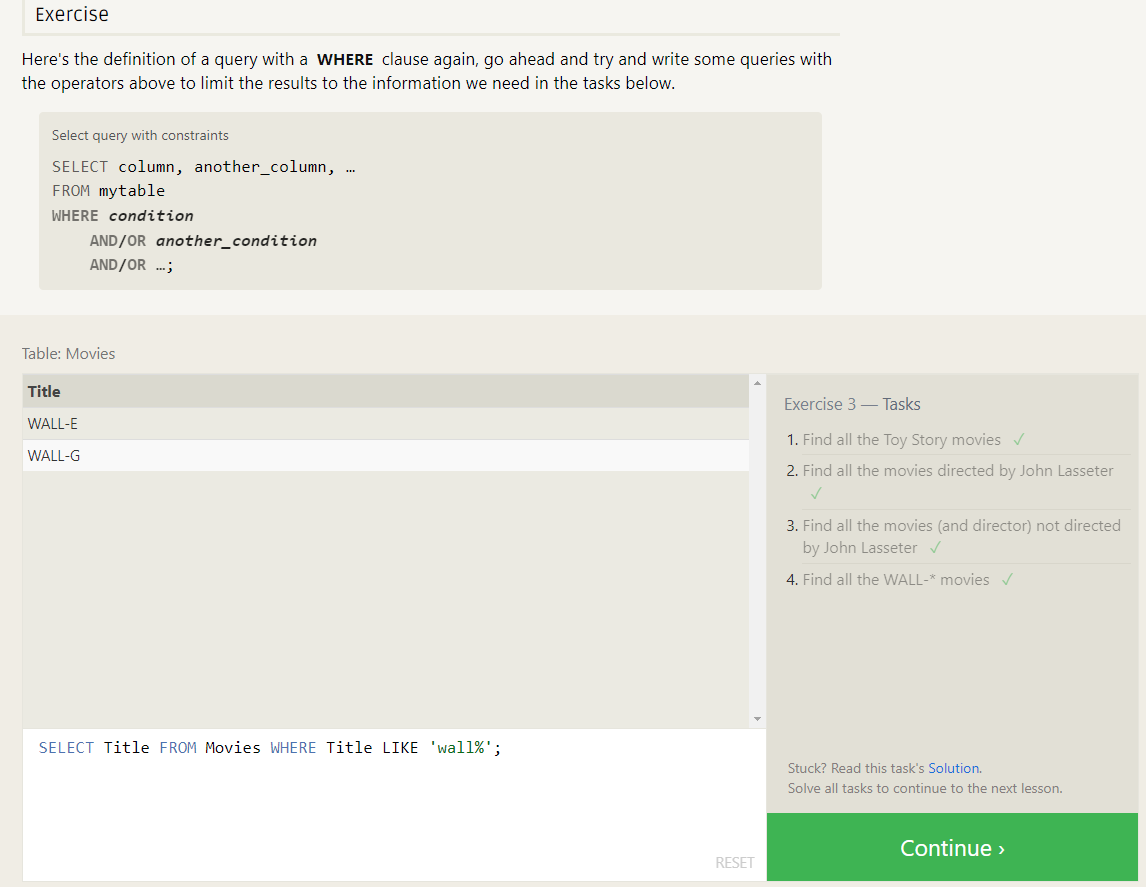 Exercise
Here's the definition of a query with a WHERE clause again, go ahead and try and write some queries with
the operators above to limit the results to the information we need in the tasks below.
Select query with constraints
SELECT column, another_column, …
FROM mytable
WHERE condition
AND/OR another_condition
AND/OR …;
Table: Movies
Title
WALL-E
WALL-G
SELECT Title FROM Movies WHERE Title LIKE 'wall%';
RESET
Exercise 3 — Tasks
1. Find all the Toy Story movies ✓
2. Find all the movies directed by John Lasseter
✓
3. Find all the movies (and director) not directed
by John Lasseter ✓
4. Find all the WALL-* movies ✓
Stuck? Read this task's Solution.
Solve all tasks to continue to the next lesson.
Continue ›